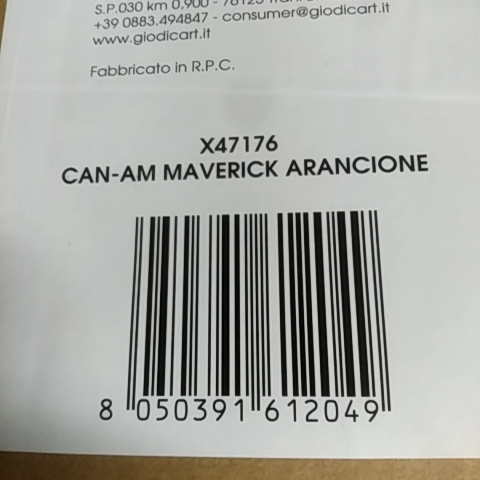 S.P.030 km 0,900 - 76125
+39 0883.494847 - consumer@giodicart.it
www.giodicart.it
Fabbricato in R.P.C.
X47176
CAN-AM MAVERICK ARANCIONE
8 050391 612049